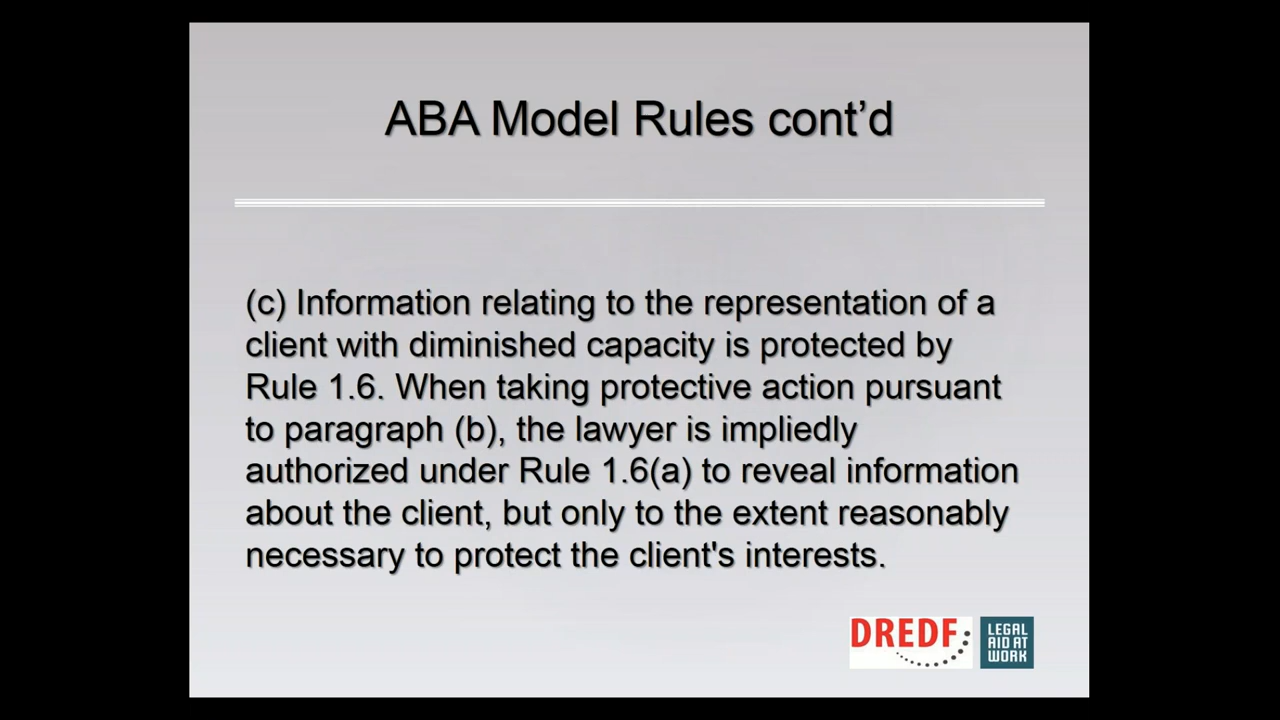 ABA Model Rules cont’d
(c) Information relating to the representation of a
client with diminished capacity is protected by
Rule 1.6. When taking protective action pursuant
to paragraph (b), the lawyer is impliedly
authorized under Rule 1.6(a) to reveal information
about the client, but only to the extent reasonably
necessary to protect the client's interests.
DREDF
LEGAL
AID AT
WORK